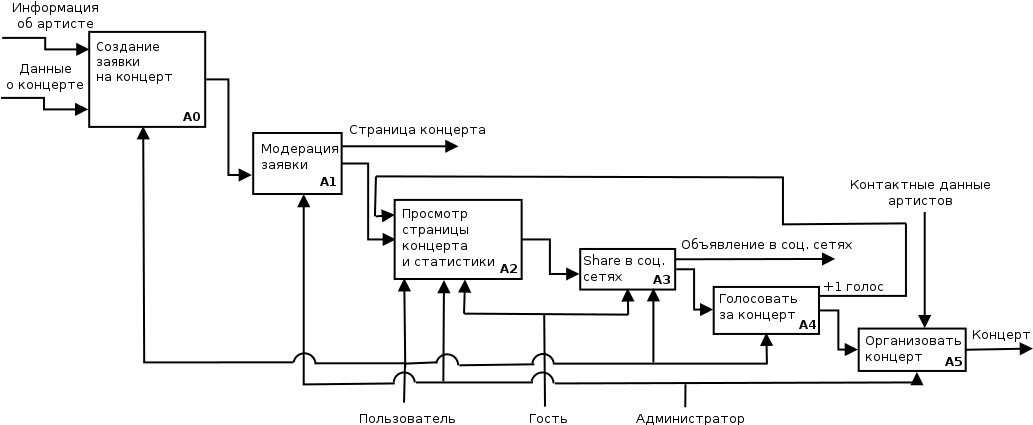 Информация
об артисте
Данные
о концерте
Создание
заявки
на концерт
A0
Модерация
заявки
A1
Страница концерта
Просмотр
страницы
концерта
и статистики
A2
Share в соц.
сетях
A3
Объявление в соц. сетях
Голосовать
за концерт
A4
+1 голос
Контактные данные
артистов
Организовать
концерт
A5
Концерт
Пользователь
Гость
Администратор